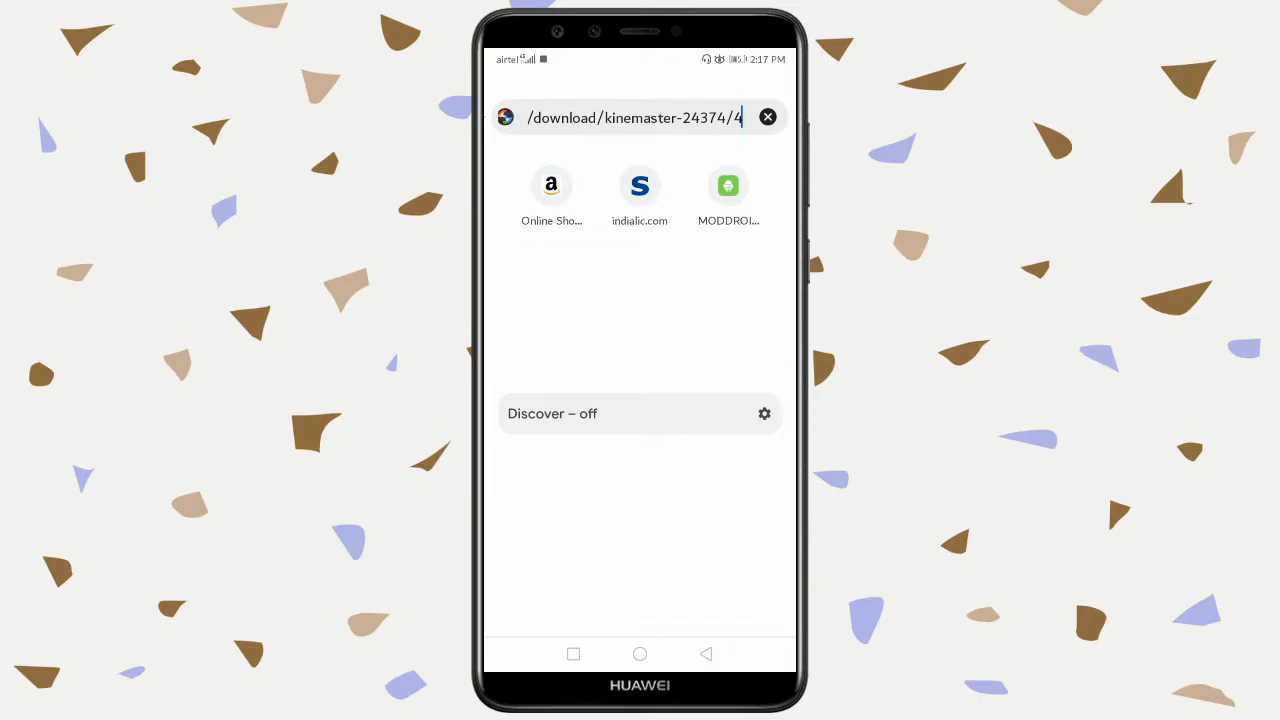 airtel
2:17 PM
/download/kinemaster-24374/4
a
S
Online Sho...
indialic.com
MODDROI...
Discover – off
HUAWEI